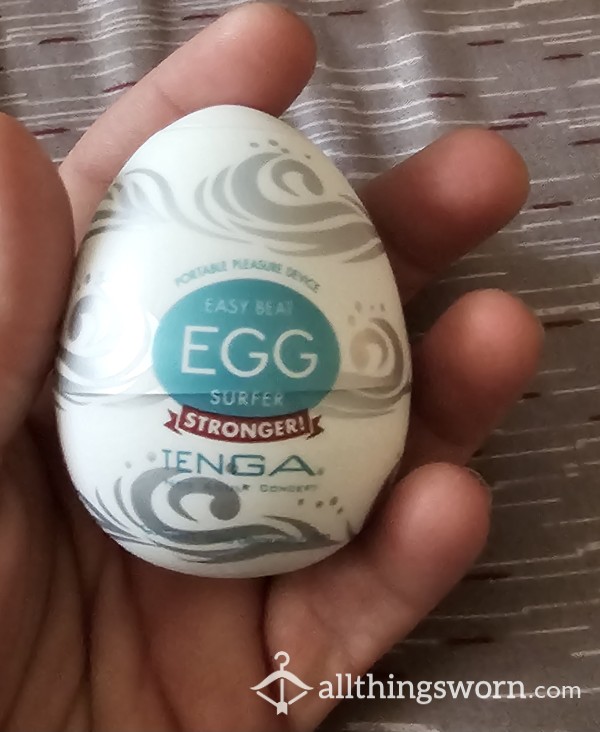 PORTABLE PLEASURE DEVICE
EASY BEAT
EGG
SURFER
STRONGER!
TENGA
allthingsworn.com